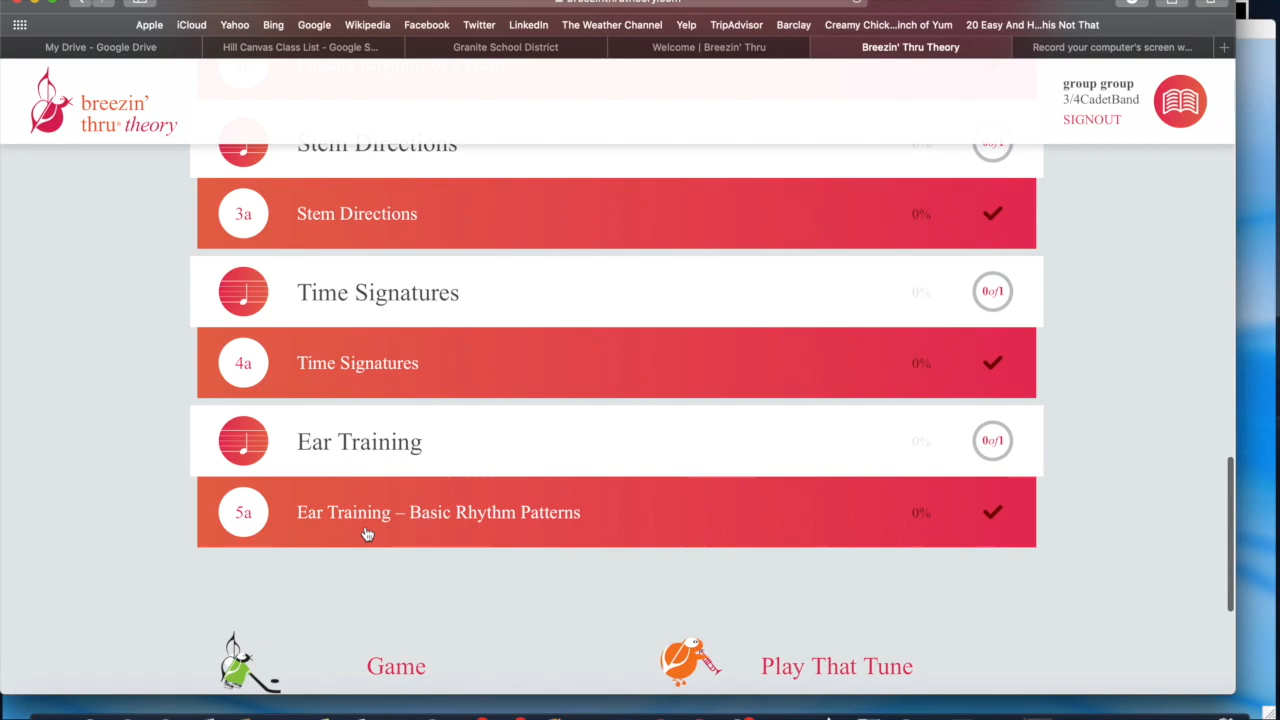 breezinthrutheory.com
Apple iCloud Yahoo Bing Google Wikipedia Facebook Twitter LinkedIn The Weather Channel Yelp TripAdvisor Barclay Creamy Chick...inch of Yum 20 Easy And H...his Not That
My Drive - Google Drive Hill Canvas Class List - Google S... Granite School District Welcome | Breezin' Thru Breezin' Thru Theory Record your computer's screen w...
breezin'
thru theory
group group
3/4CadetBand
SIGNOUT
Stem Directions
3a Stem Directions 0%
Time Signatures 0% 0of1
4a Time Signatures 0%
Ear Training 0% 0of1
5a Ear Training – Basic Rhythm Patterns 0%
Game Play That Tune